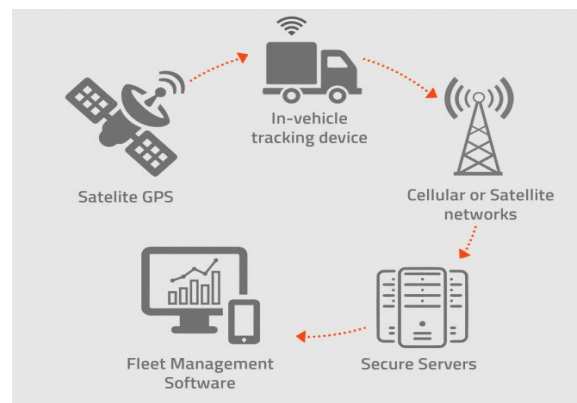 In-vehicle
tracking device
Satelite GPS
Cellular or Satellite
networks
Fleet Management
Software
Secure Servers